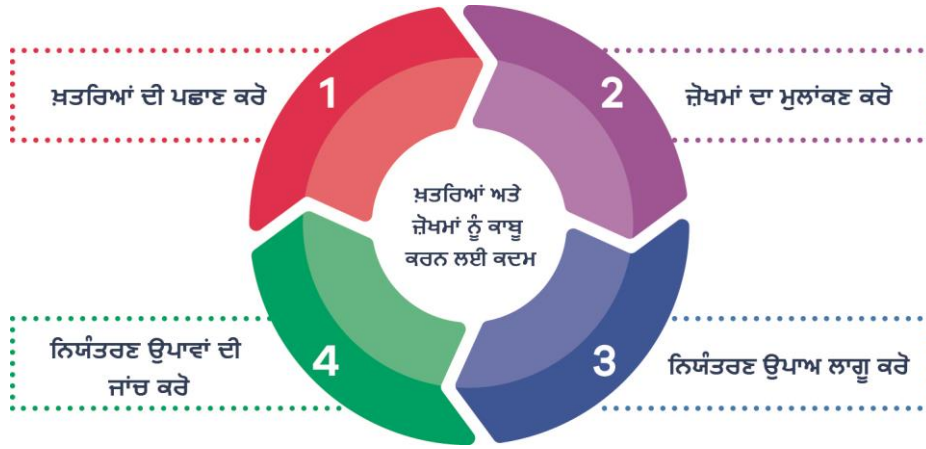 1
ਖ਼ਤਰਿਆਂ ਦੀ ਪਛਾਣ ਕਰੋ
2
ਜ਼ੋਖਮਾਂ ਦਾ ਮੁਲਾਂਕਣ ਕਰੋ
ਖ਼ਤਰਿਆਂ ਅਤੇ
ਜ਼ੋਖਮਾਂ ਨੂੰ ਕਾਬੂ
ਕਰਨ ਲਈ ਕਦਮ
3
ਨਿਯੰਤਰਣ ਉਪਾਅ ਲਾਗੂ ਕਰੋ
4
ਨਿਯੰਤਰਣ ਉਪਾਵਾਂ ਦੀ
ਜਾਂਚ ਕਰੋ